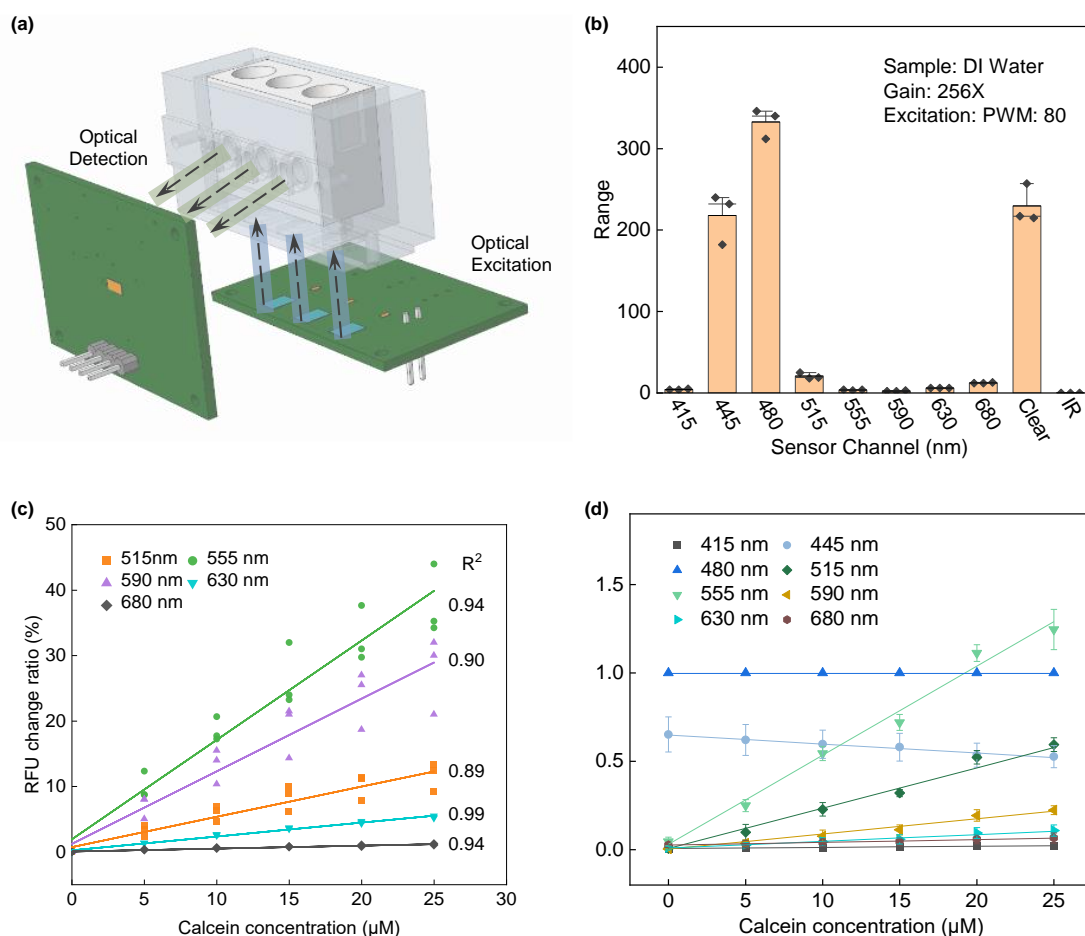 (a)
Optical
Detection
Optical
Excitation
(b)
400
300
200
100
0
Range
Sample: DI Water
Gain: 256X
Excitation: PWM: 80
415
445
480
515
555
590
630
680
Clear
IR
Sensor Channel (nm)
(c)
50
40
30
20
10
0
RFU change ratio (%)
515nm
555 nm
590 nm
630 nm
680 nm
R2
0.94
0.90
0.89
0.99
0.94
0 5 10 15 20 25 30
Calcein concentration (µM)
(d)
415 nm
445 nm
480 nm
515 nm
555 nm
590 nm
630 nm
680 nm
1.5
1.0
0.5
0.0
0 5 10 15 20 25
Calcein concentration (µM)